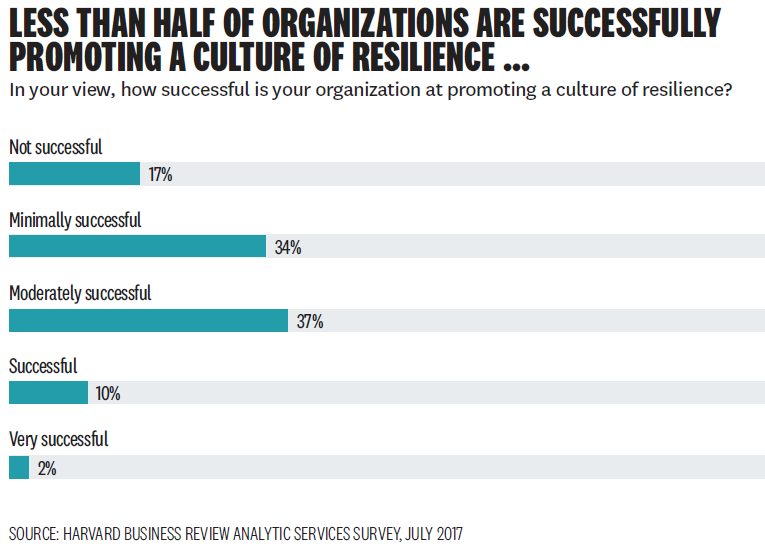 LESS THAN HALF OF ORGANIZATIONS ARE SUCCESSFULLY
PROMOTING A CULTURE OF RESILIENCE ...
In your view, how successful is your organization at promoting a culture of resilience?
Not successful
17%
Minimally successful
34%
Moderately successful
37%
Successful
10%
Very successful
2%
SOURCE: HARVARD BUSINESS REVIEW ANALYTIC SERVICES SURVEY, JULY 2017